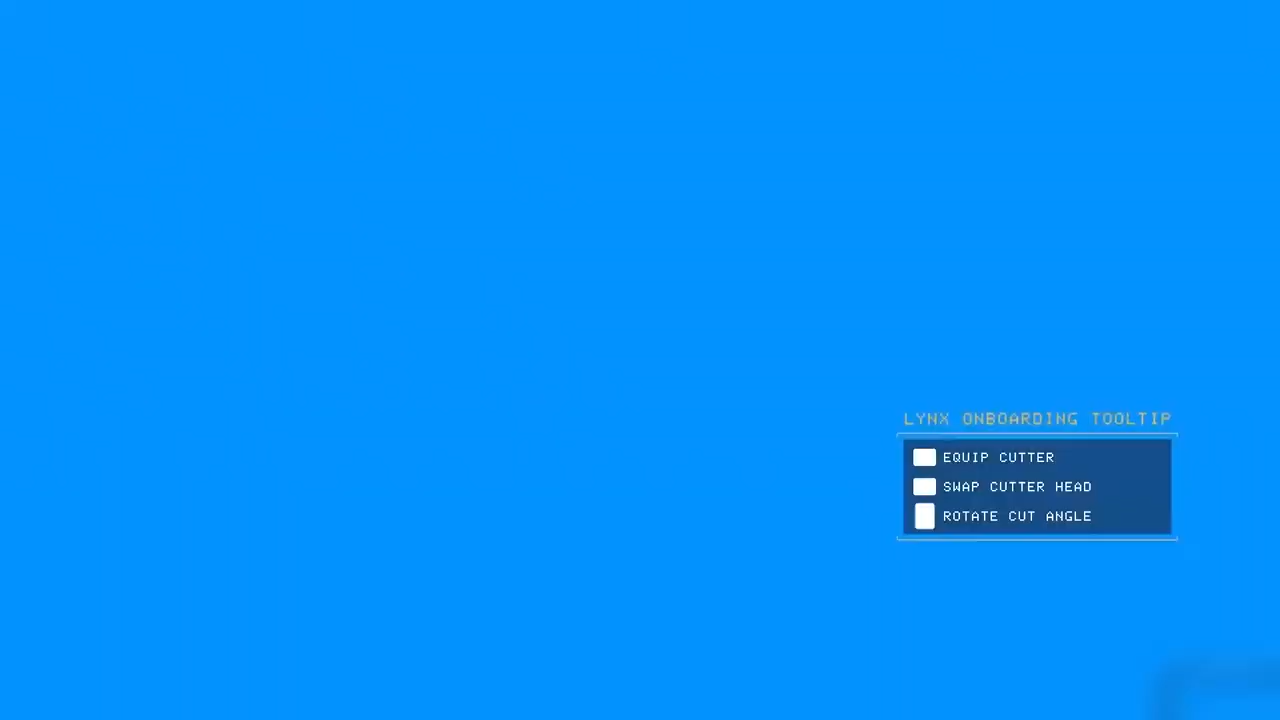 LYNX ONBOARDING TOOLTIP
EQUIP CUTTER
SWAP CUTTER HEAD
ROTATE CUT ANGLE